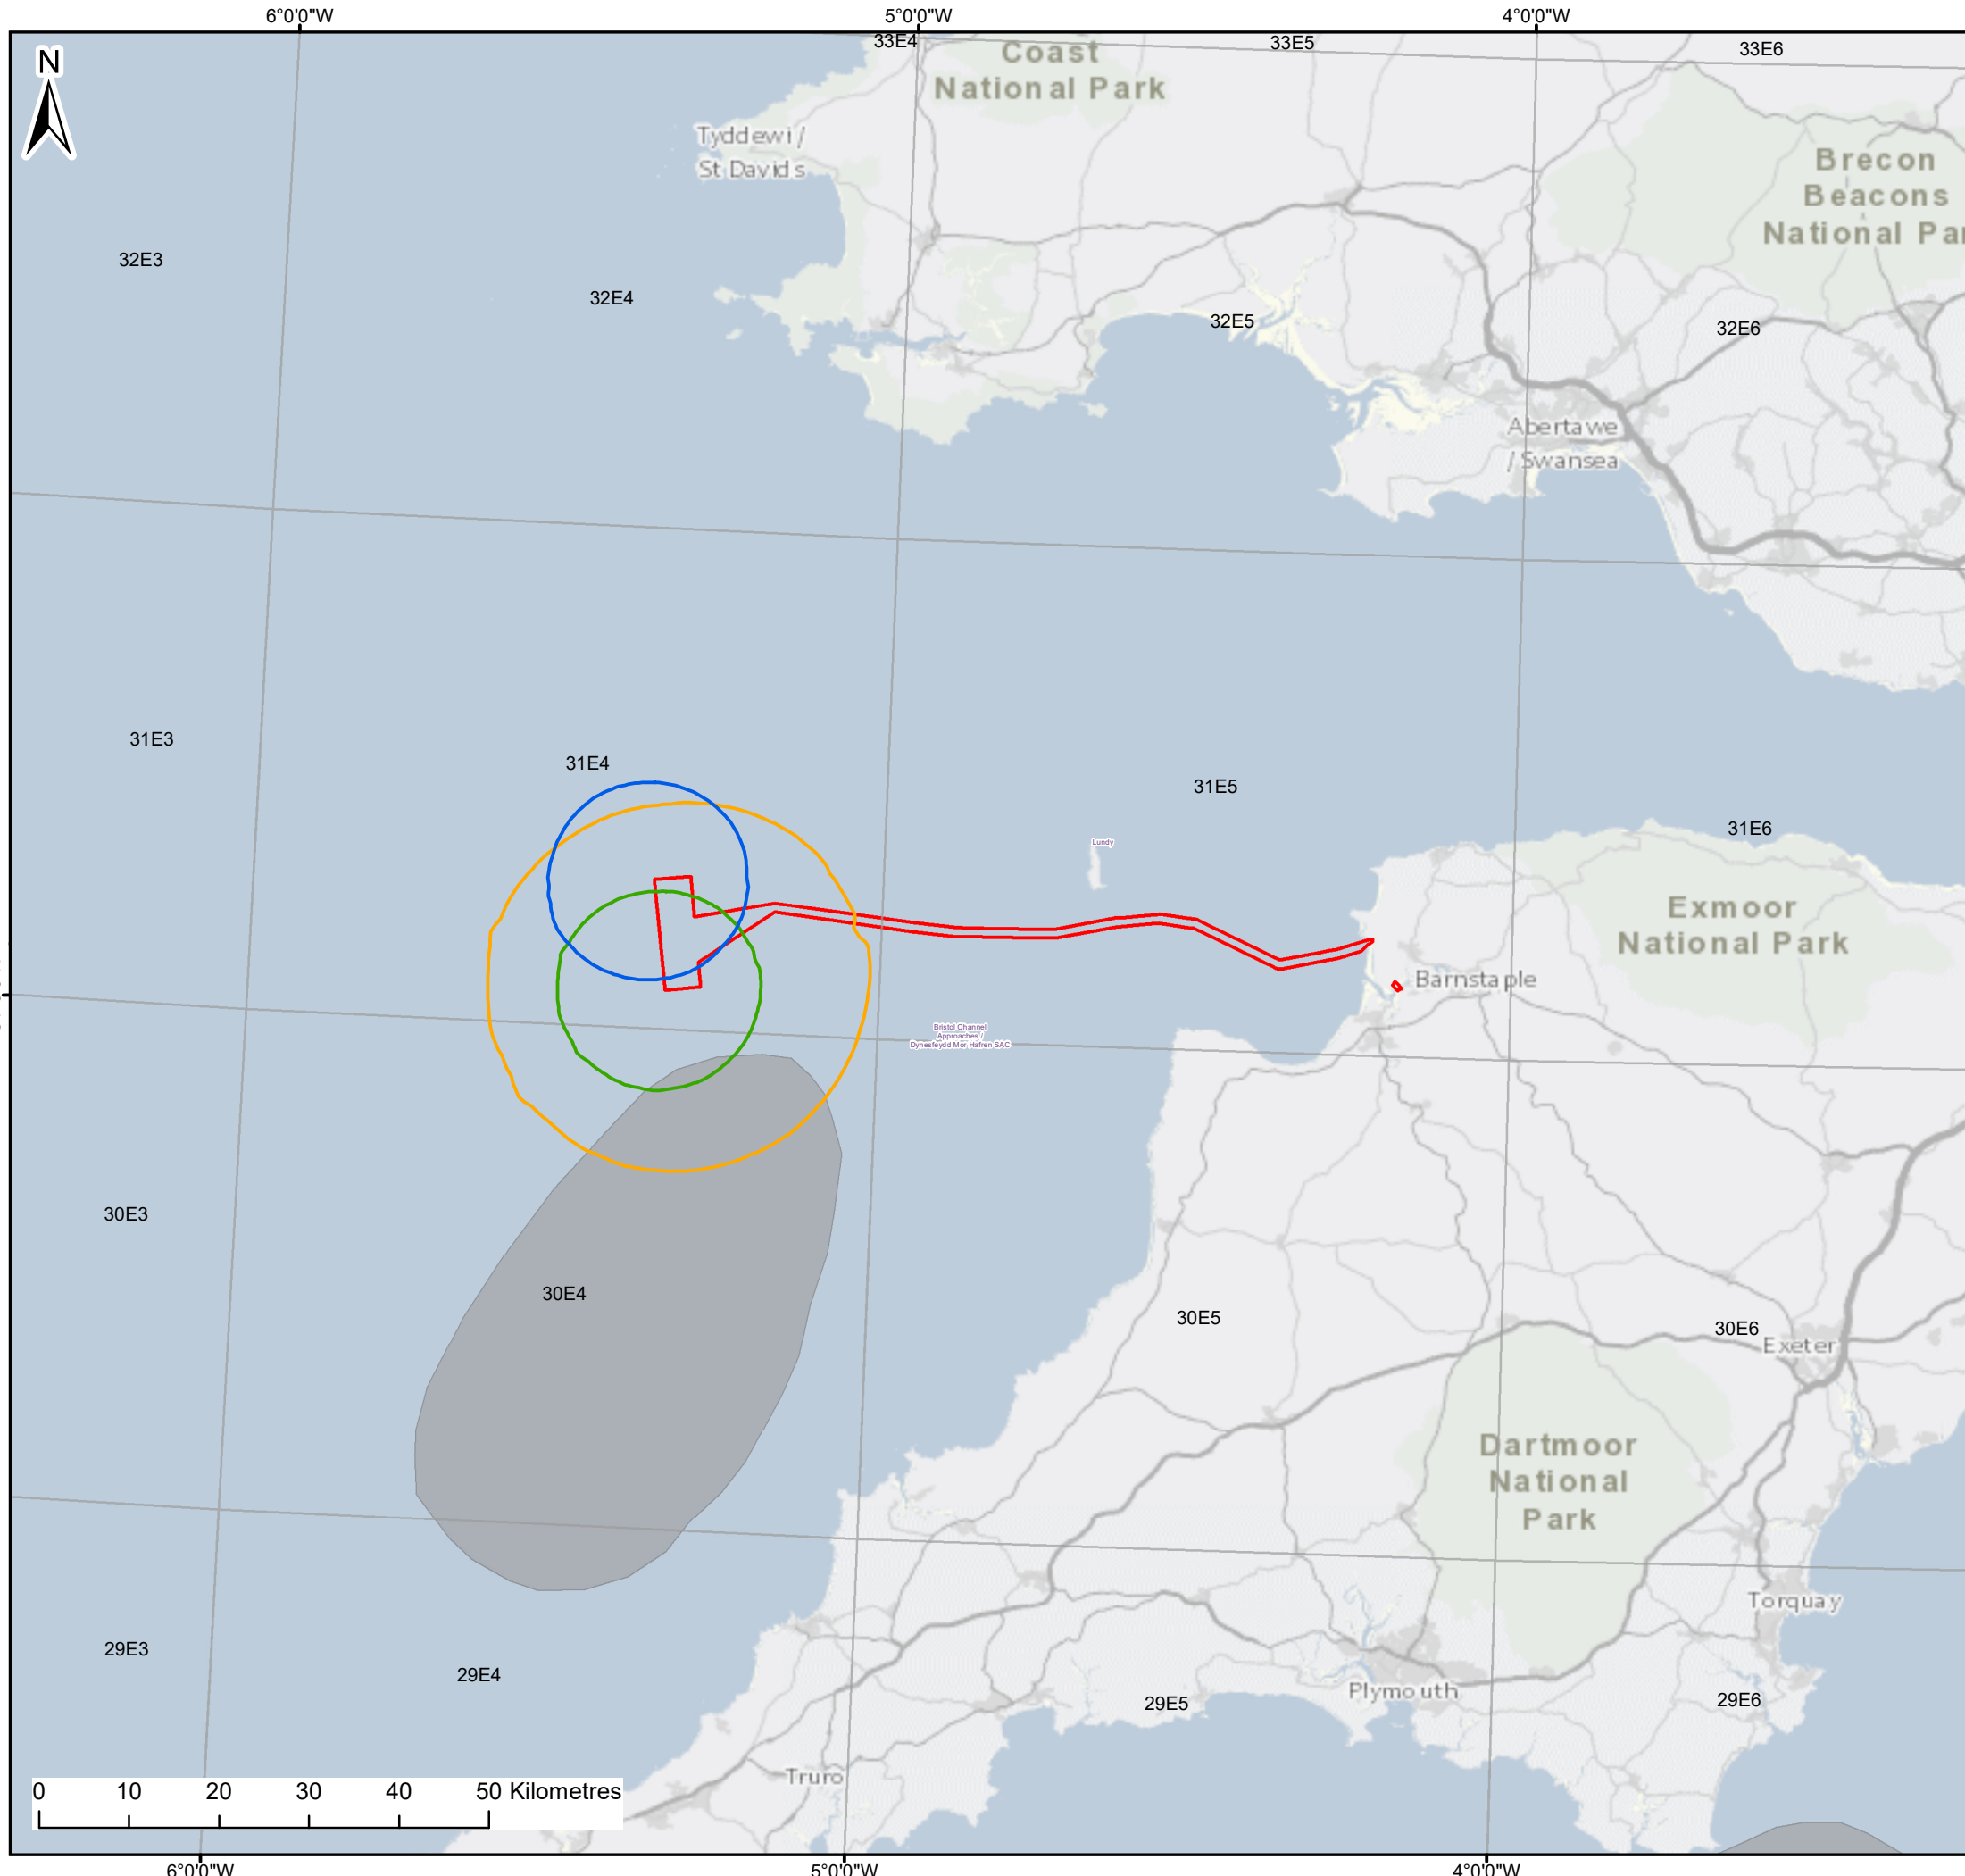 6°0'0"W
5°0'0"W
4°0'0"W
33E4
33E5
33E6
N
Coast
National Park
Tyddewi /
St Davids
Brecon
Beacons
National Pa
32E3
32E4
32E5
32E6
Abertawe
/ Swansea
31E3
31E4
31E5
31E6
Lundy
Exmoor
National Park
Barnstaple
Bristol Channel
Approaches /
Dynesfeydd Môr Hafren SAC
30E3
30E4
30E5
30E6
Exeter
Dartmoor
National
Park
Torquay
29E3
29E4
29E5
29E6
Plymouth
Truro
0 10 20 30 40 50 Kilometres
6°0'0"W
5°0'0"W
4°0'0"W